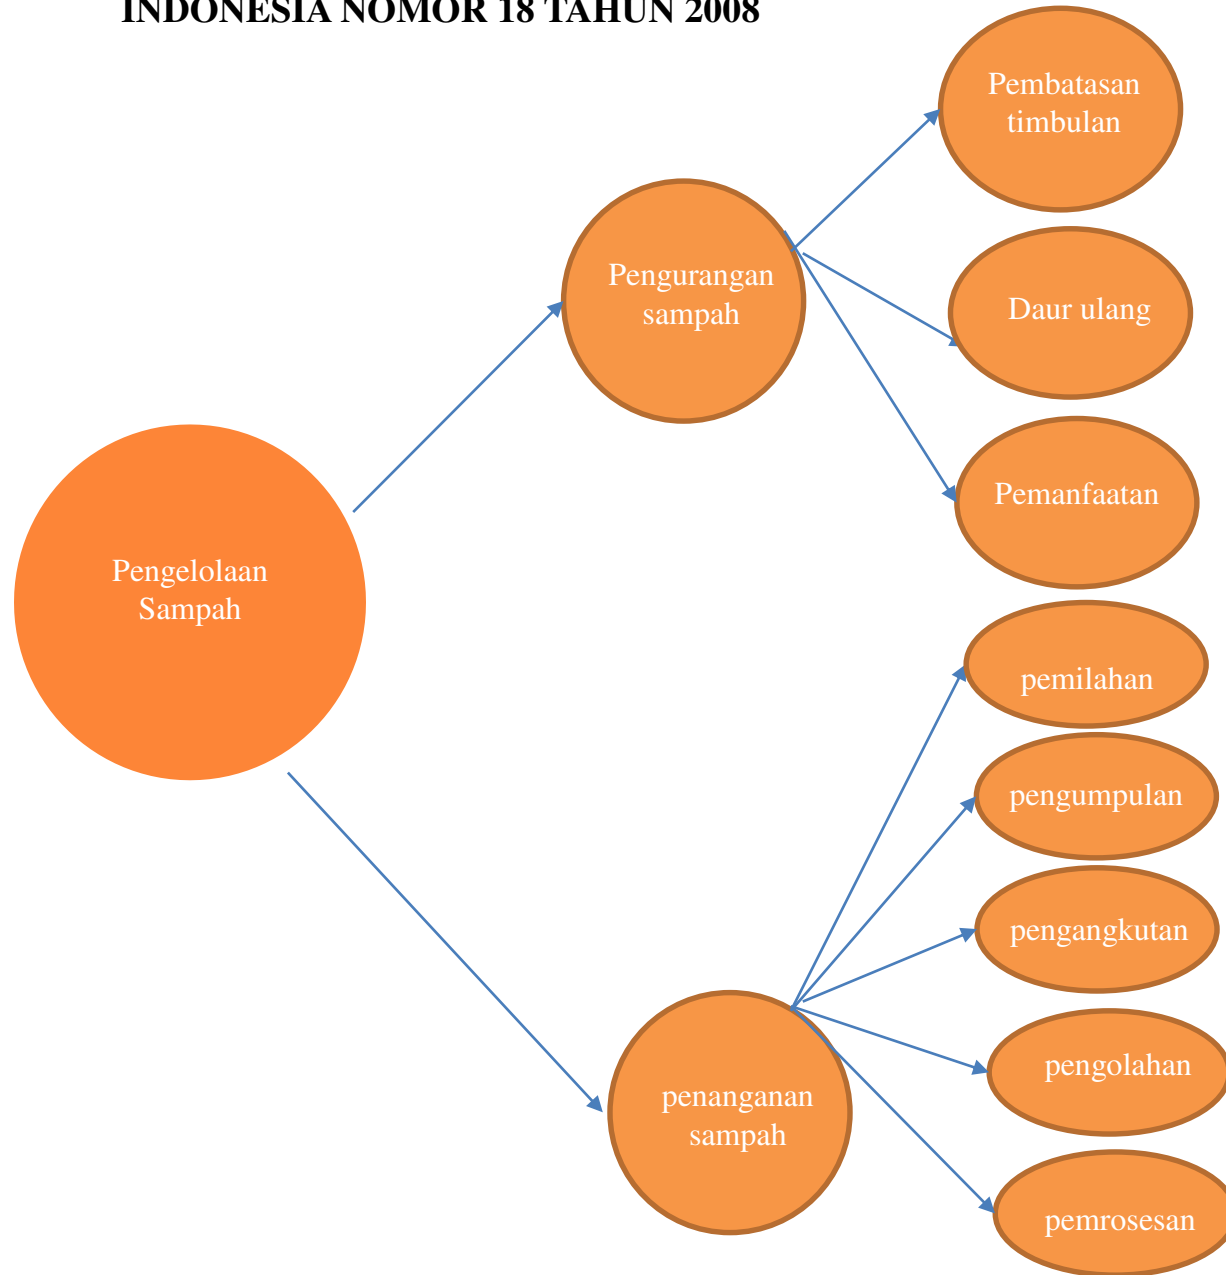 INDONESIA NOMOR 18 TAHUN 2008
Pembatasan
timbulan
Pengurangan
sampah
Daur ulang
Pemanfaatan
Pengelolaan
Sampah
pemilahan
pengumpulan
pengangkutan
pengolahan
penanganan
sampah
pemrosesan